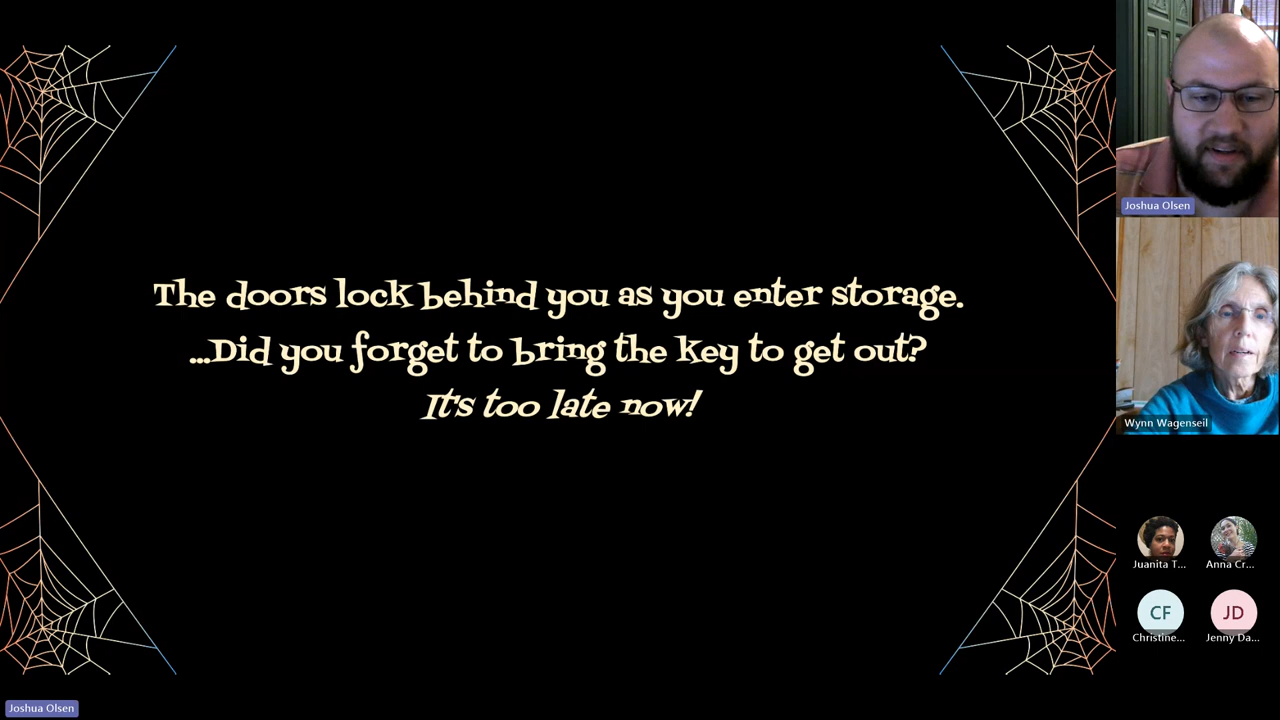 The doors lock behind you as you enter storage.
...Did you forget to bring the key to get out?
It's too late now!
Joshua Olsen
Wynn Wagenseil
Juanita T...
Anna Cr...
CF
JD
Christine...
Jenny Da...
Joshua Olsen